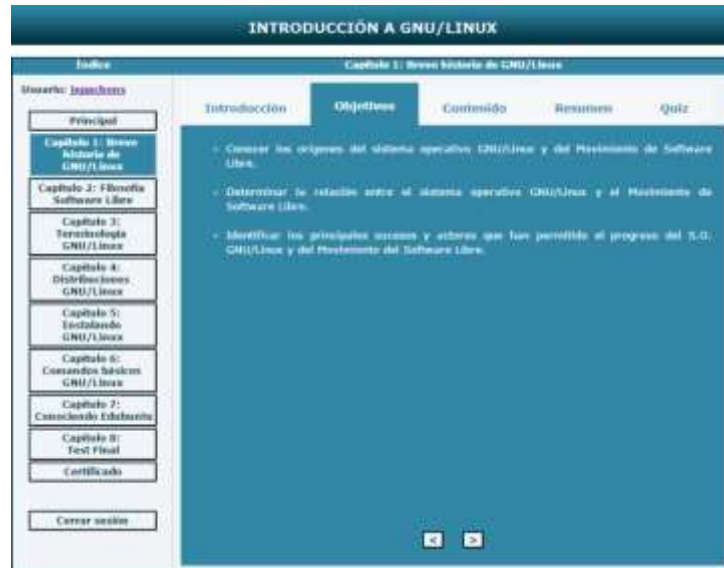 INTRODUCCIÓN A GNU/LINUX
Índice
Capítulo 1: Breve historia de GNU/Linux
Usuario:
Introducción
Objetivos
Contenido
Resumen
Quiz
Principal
Capítulo 1: Breve
historia de
GNU/Linux
Capítulo 2: Filosofía
Software Libre
Capítulo 3:
Terminología
GNU/Linux
Capítulo 4:
Distribuciones
GNU/Linux
Capítulo 5:
Instalando
GNU/Linux
Capítulo 6:
Comandos básicos
GNU/Linux
Capítulo 7:
Conociendo Edubuntu
Capítulo 8:
Test Final
Certificado
Cerrar sesión
- Conocer los orígenes del sistema operativo GNU/Linux y del Movimiento de Software
Libre.
- Determinar la relación entre el sistema operativo GNU/Linux y el Movimiento de
Software Libre.
- Identificar los principales sucesos y actores que han permitido el progreso del S.O.
GNU/Linux y del Movimiento del Software Libre.
< >